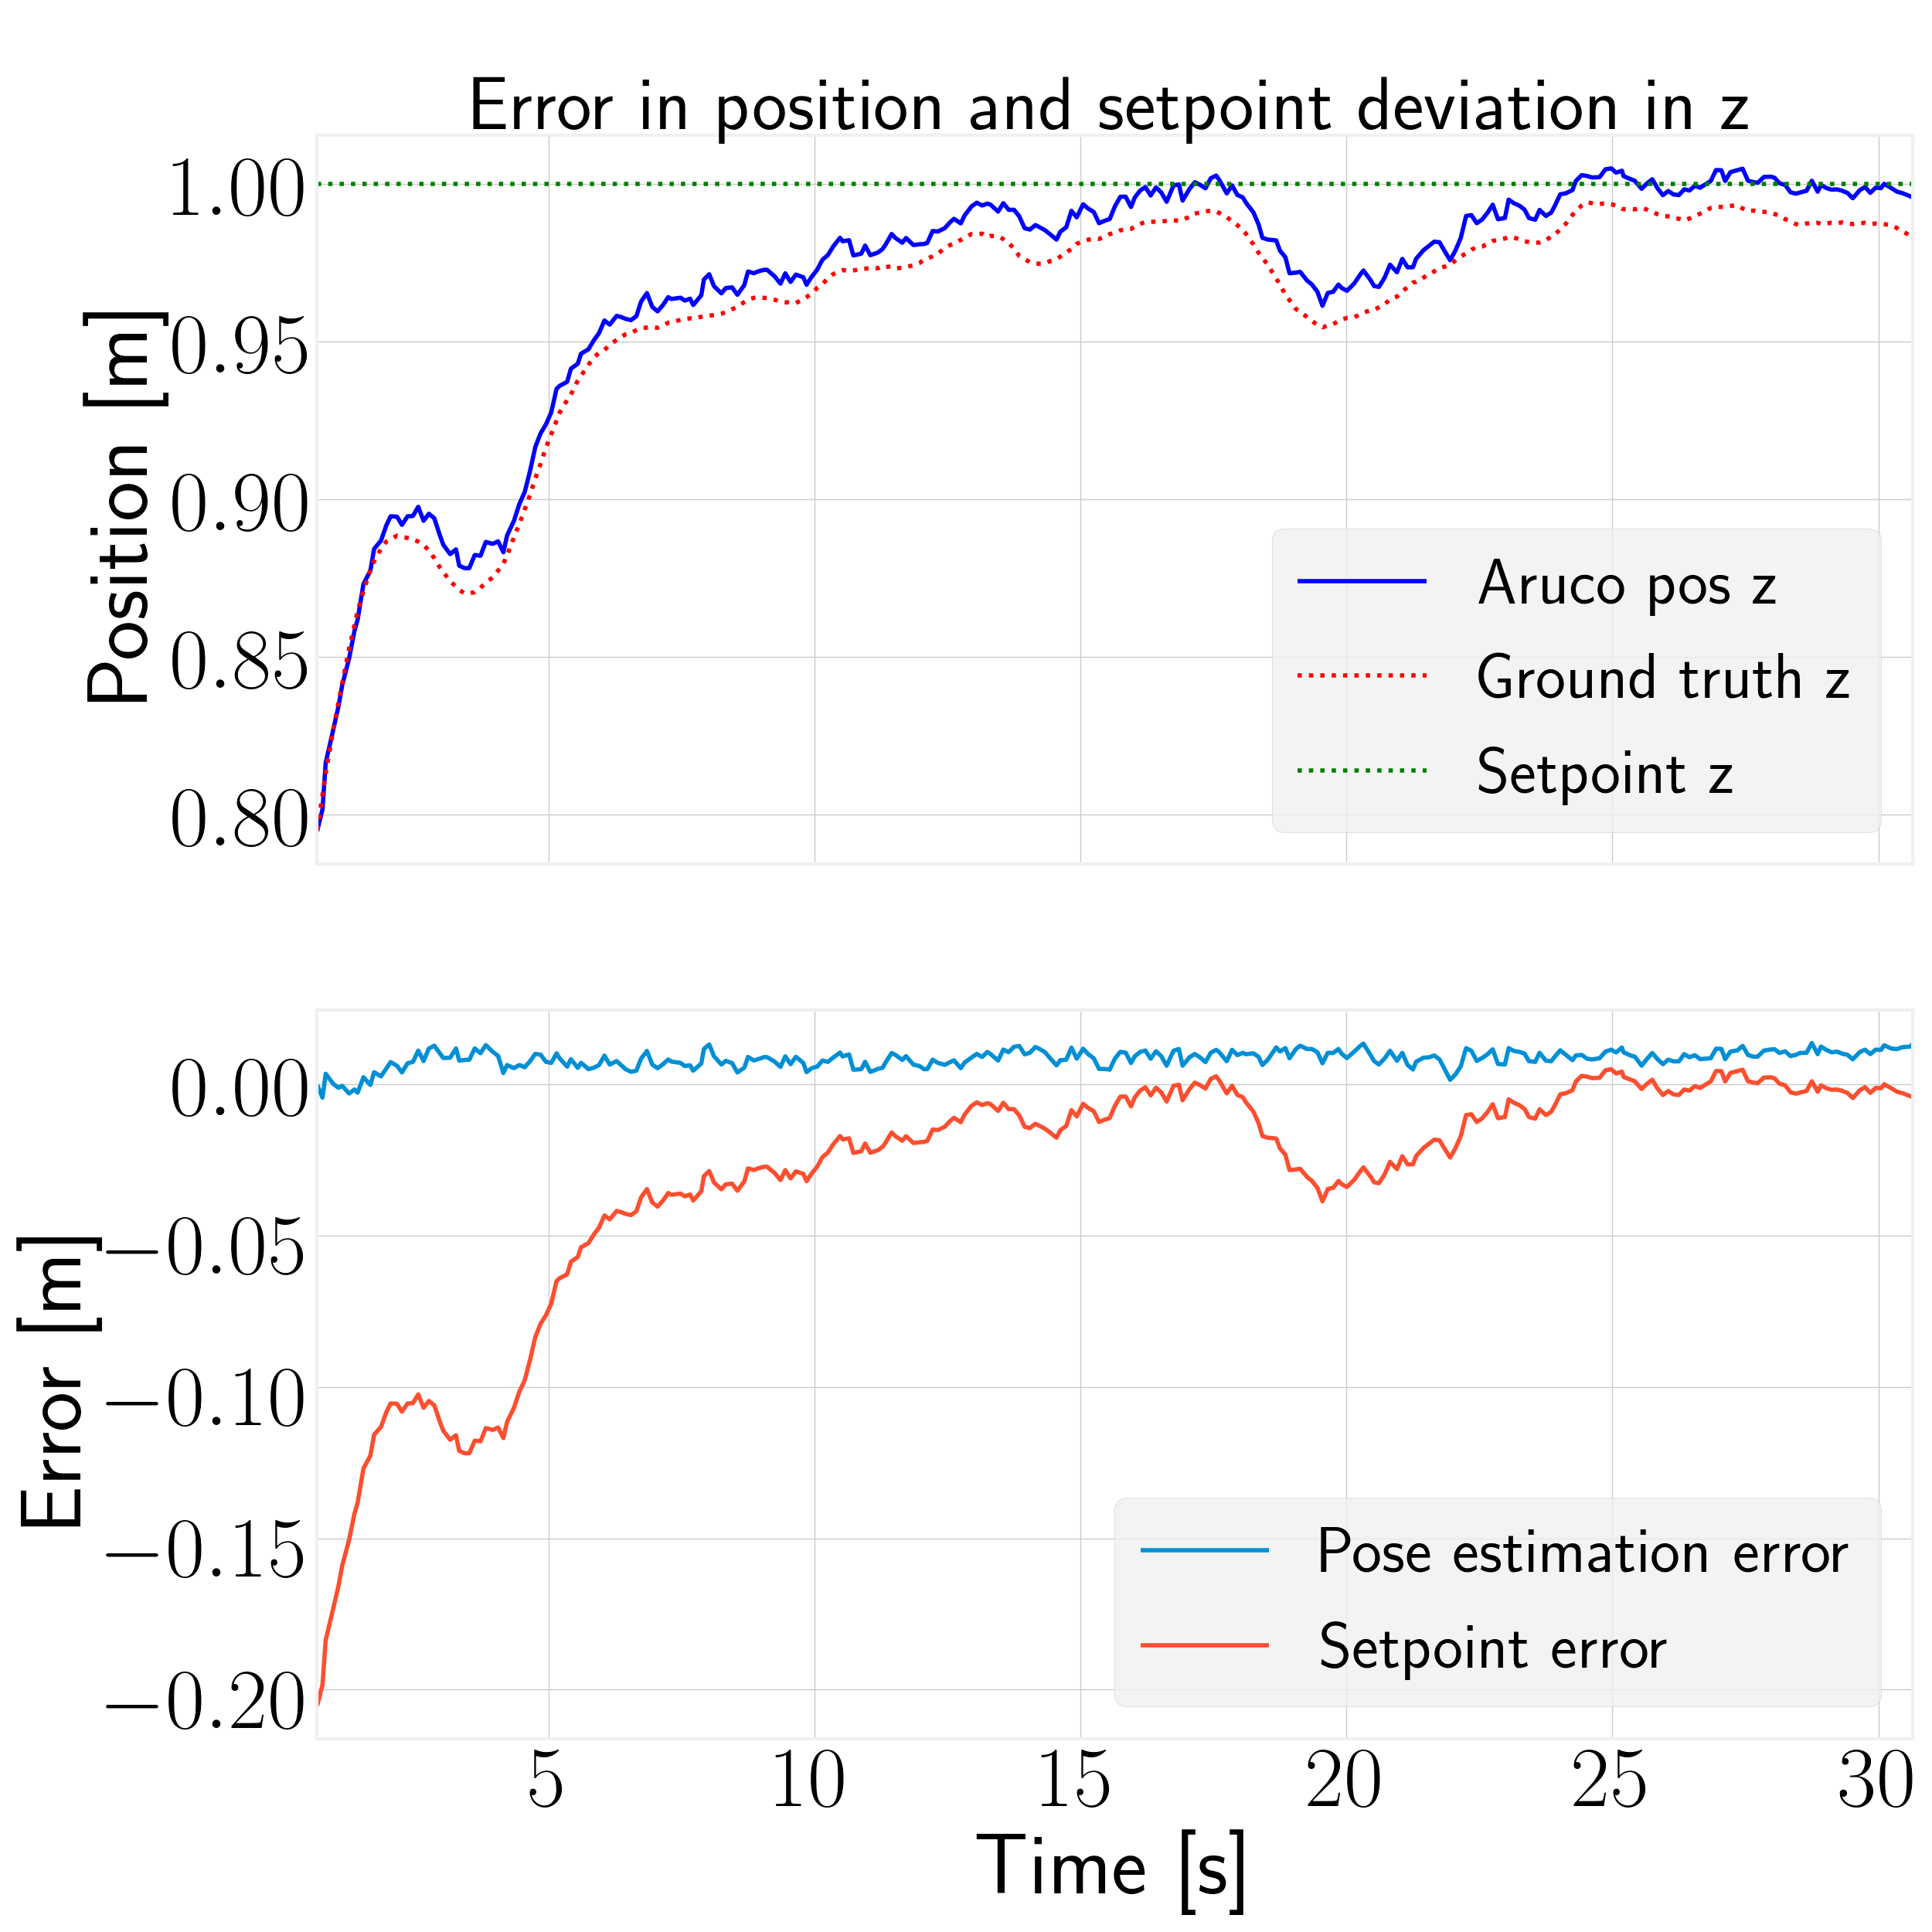 Error in position and setpoint deviation in z
Position [m]
1.00
0.95
0.90
0.85
0.80
Aruco pos z
Ground truth z
Setpoint z
Error [m]
0.00
−0.05
−0.10
−0.15
−0.20
Pose estimation error
Setpoint error
5 10 15 20 25 30
Time [s]